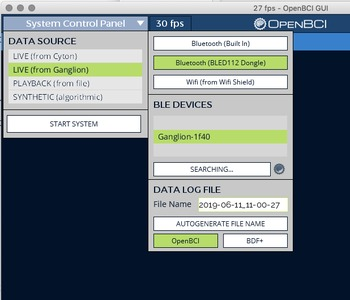 27 fps - OpenBCI GUI
System Control Panel
30 fps
OPENBCI
DATA SOURCE
LIVE (from Cyton)
LIVE (from Ganglion)
PLAYBACK (from file)
SYNTHETIC (algorithmic)
START SYSTEM
Bluetooth (Built In)
Bluetooth (BLED112 Dongle)
Wifi (from Wifi Shield)
BLE DEVICES
Ganglion-1f40
SEARCHING...
DATA LOG FILE
File Name 2019-06-11_11-00-27
AUTOGENERATE FILE NAME
OpenBCI BDF+